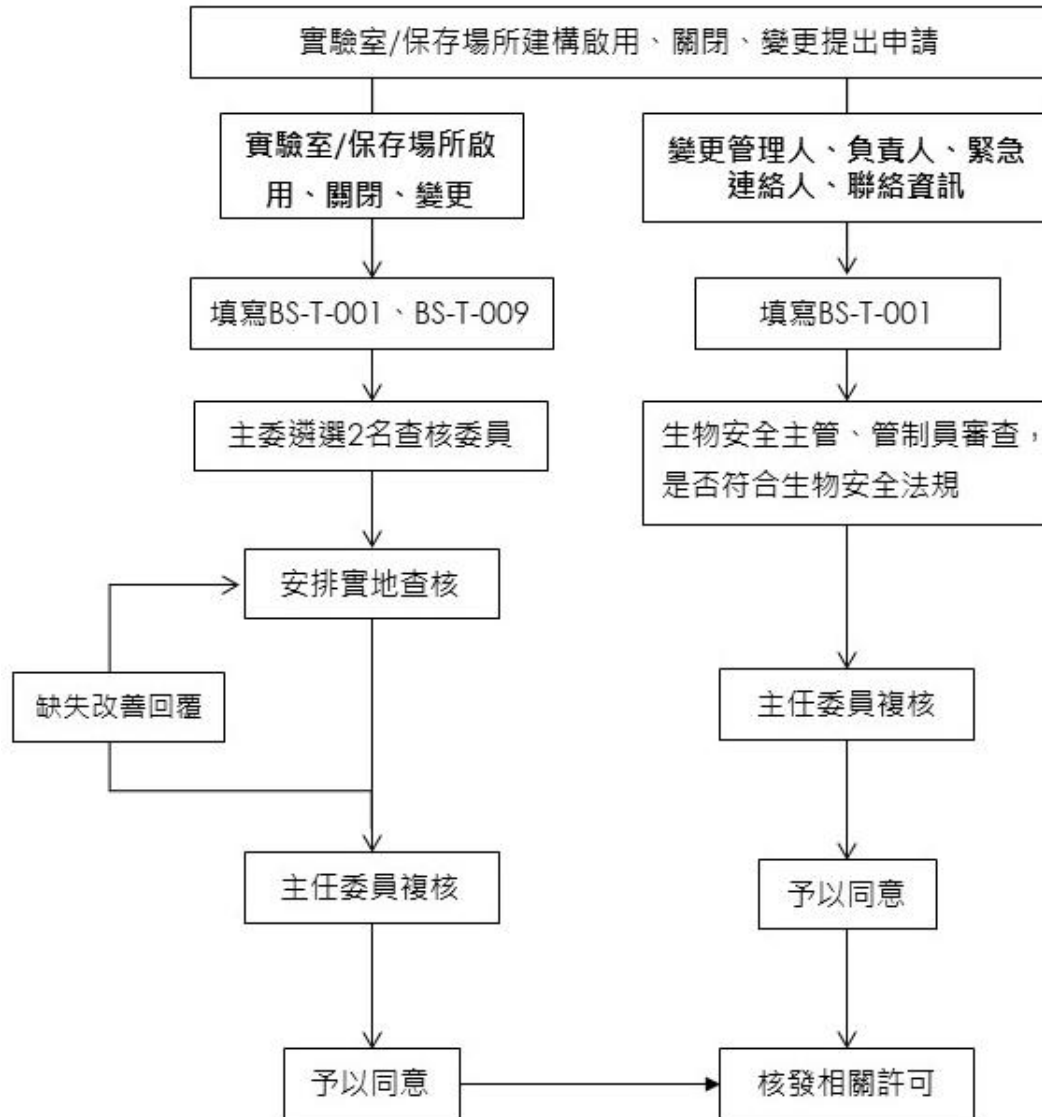 實驗室/保存場所建構啟用、關閉、變更提出申請
實驗室/保存場所啟
用、關閉、變更
變更管理人、負責人、緊急
連絡人、聯絡資訊
填寫BS-T-001、BS-T-009
填寫BS-T-001
主委遴選2名查核委員
生物安全主管、管制員審查，
是否符合生物安全法規
安排實地查核
缺失改善回覆
主任委員複核
主任委員複核
予以同意
予以同意
核發相關許可